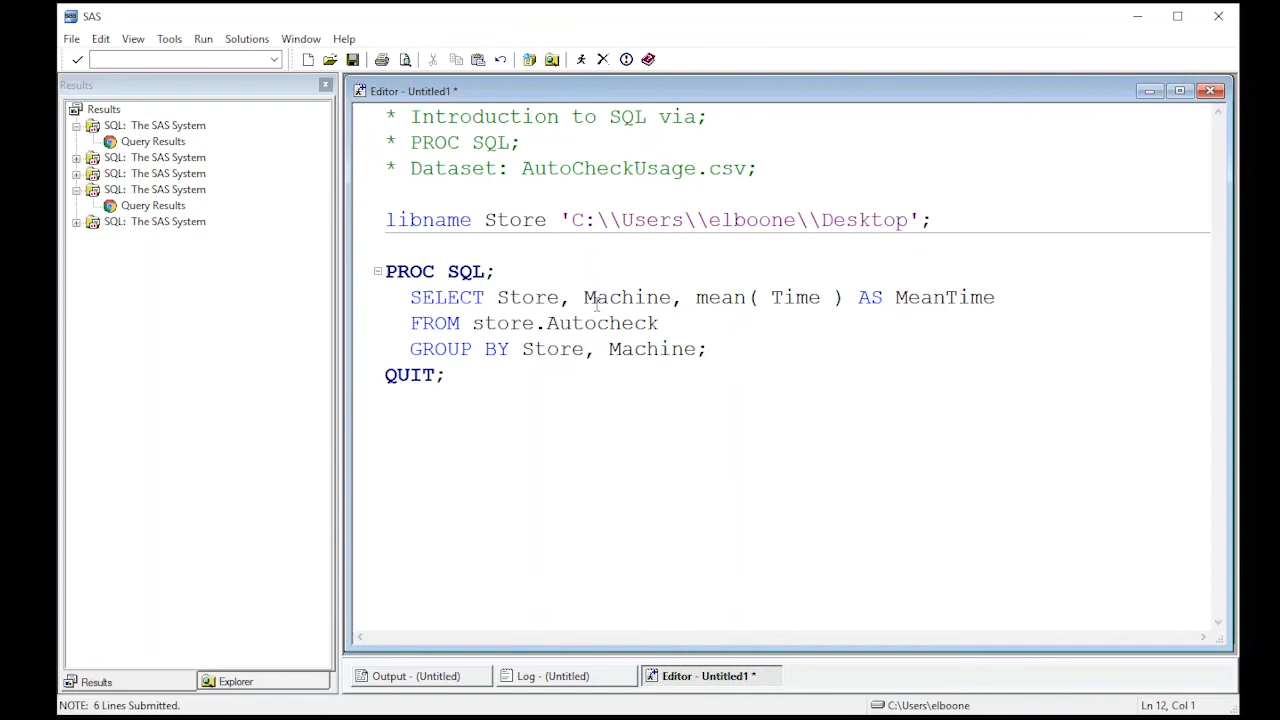 SAS
File Edit View Tools Run Solutions Window Help
Results
Results
SQL: The SAS System
Query Results
SQL: The SAS System
SQL: The SAS System
SQL: The SAS System
Query Results
SQL: The SAS System
Results Explorer
Editor - Untitled1 *
* Introduction to SQL via;
* PROC SQL;
* Dataset: AutoCheckUsage.csv;
libname Store 'C:\\Users\\elboone\\Desktop';
PROC SQL;
SELECT Store, Machine, mean( Time ) AS MeanTime
FROM store.Autocheck
GROUP BY Store, Machine;
QUIT;
Output - (Untitled) Log - (Untitled) Editor - Untitled1 *
NOTE: 6 Lines Submitted. C:\Users\elboone Ln 12, Col 1